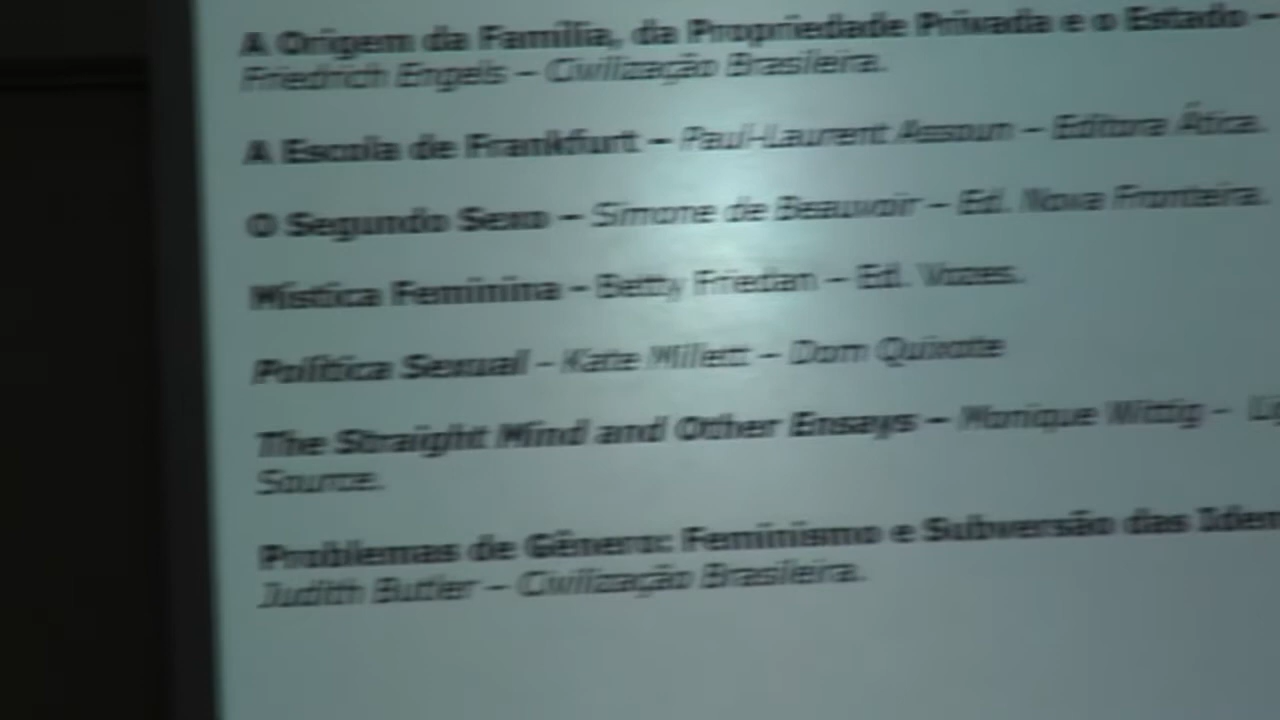 A Origem da Família, da Propriedade Privada e o Estado –
Friedrich Engels – Civilização Brasileira.
A Escola de Frankfurt – Paul-Laurent Assoun – Editora Ática.
O Segundo Sexo – Simone de Beauvoir – Ed. Nova Fronteira.
Mística Feminina – Betty Friedan – Ed. Vozes.
Política Sexual – Kate Millett – Dom Quixote
The Straight Mind and Other Essays – Monique Wittig –
Source.
Problemas de Gênero: Feminismo e Subversão das
Judith Butler – Civilização Brasileira.